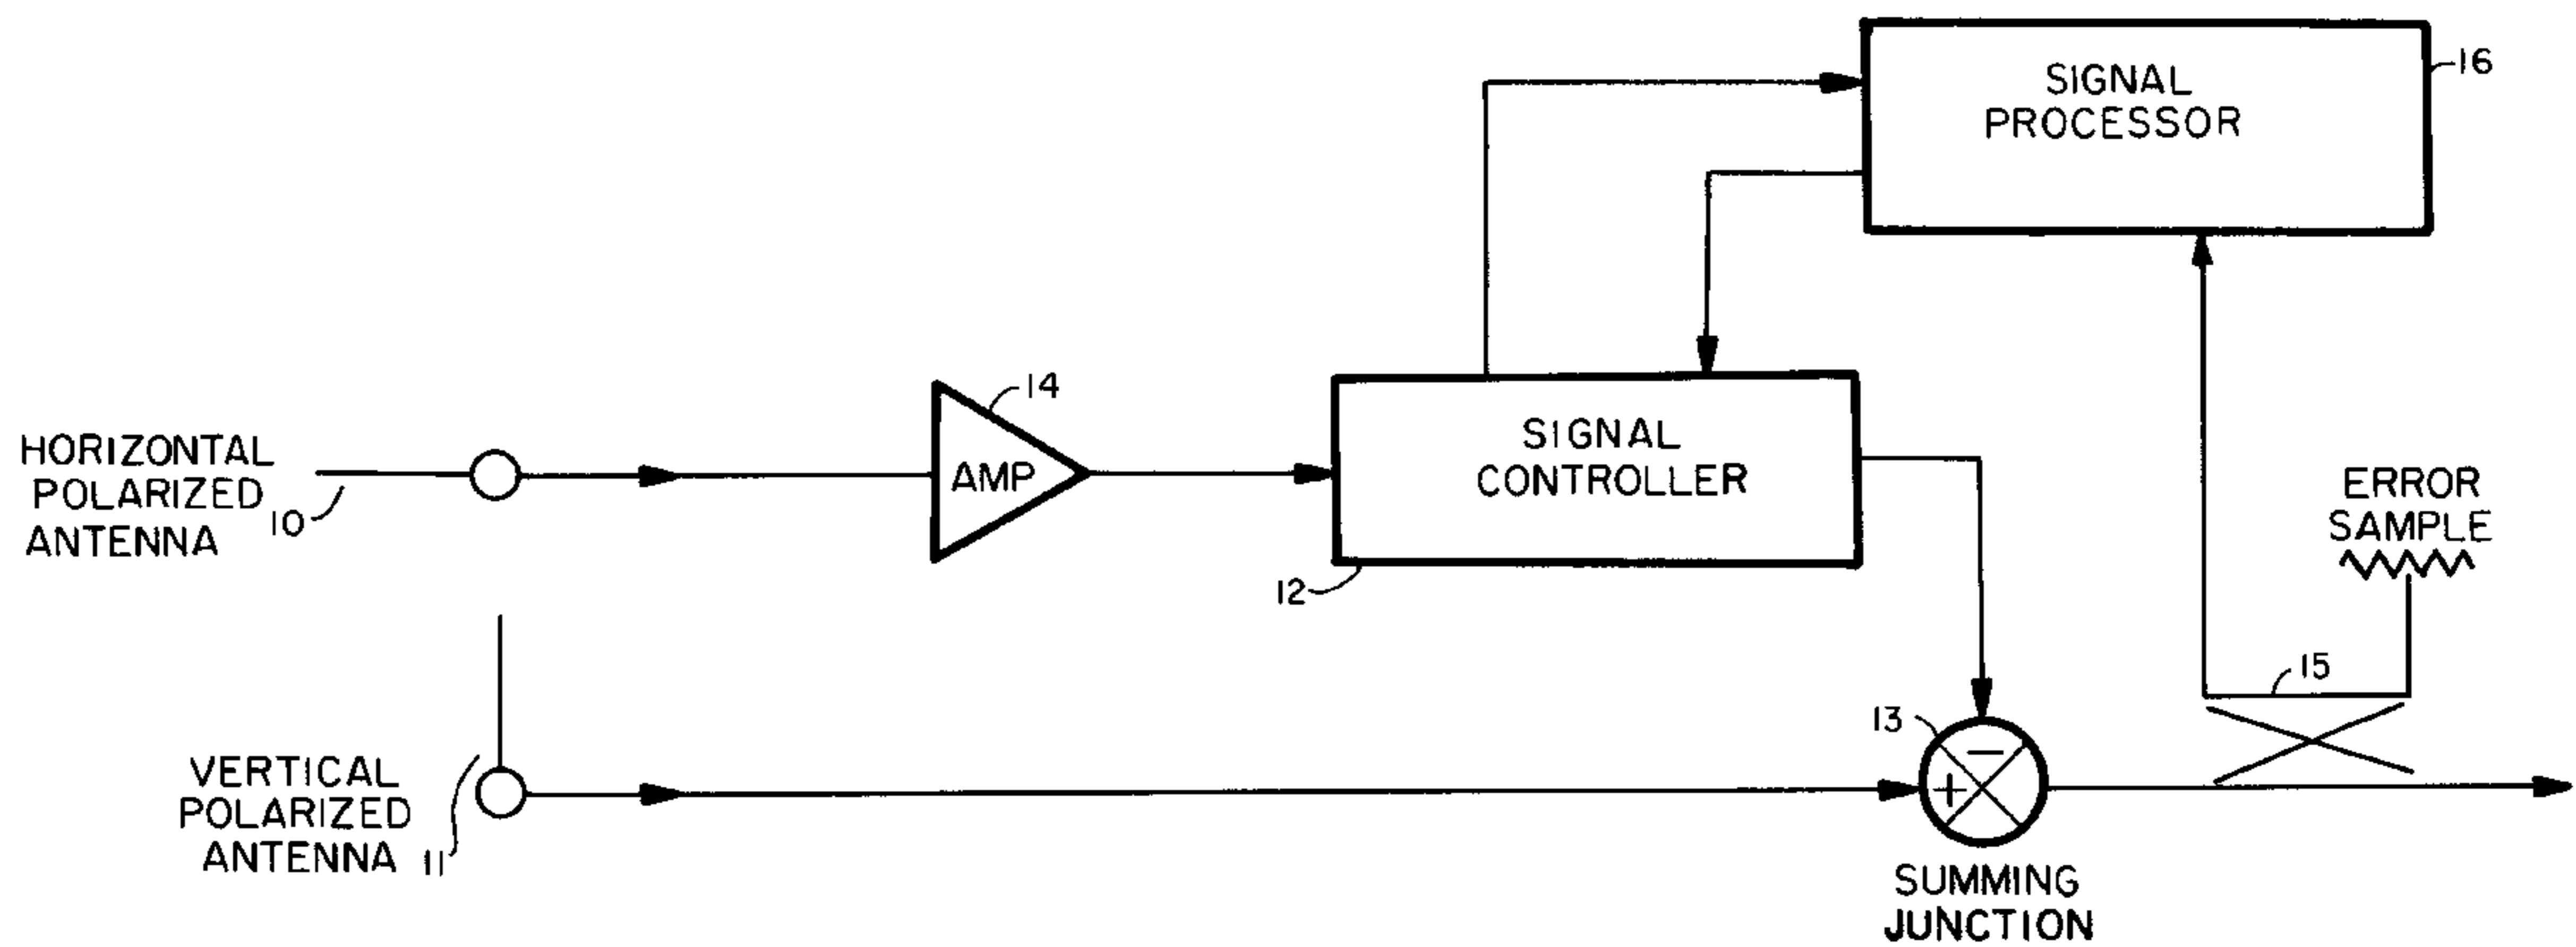 SIGNAL
PROCESSOR
16
14
HORIZONTAL
POLARIZED
ANTENNA
10
AMP
SIGNAL
CONTROLLER
12
ERROR
SAMPLE
15
13
−
+
VERTICAL
POLARIZED
ANTENNA
11
SUMMING
JUNCTION